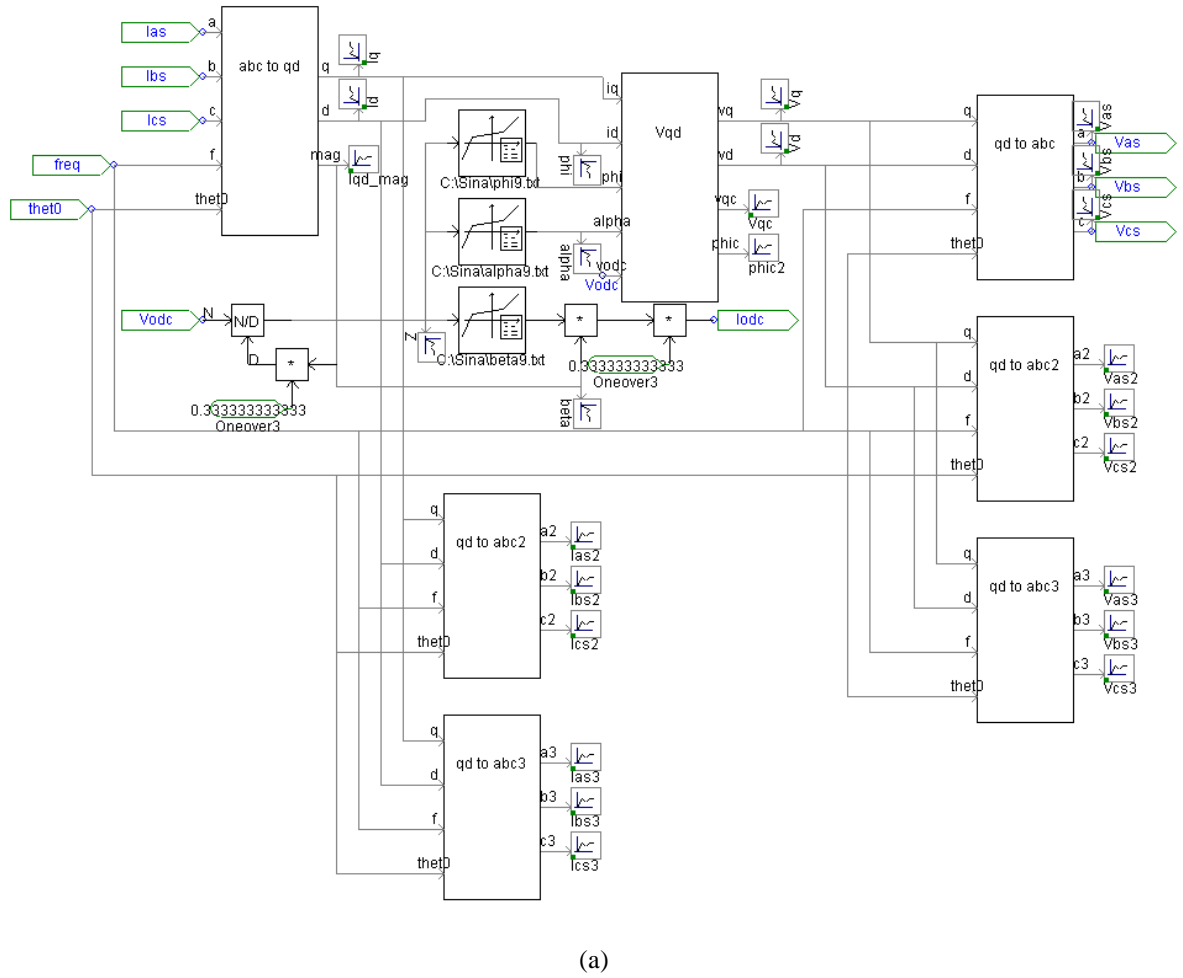 Ias
a
Ibs
b
Ics
c
freq
f
thet0
thet0
abc to qd
q
d
mag
iq
id
Iqd_mag
C:\Sina\phi9.txt
C:\Sina\alpha9.txt
C:\Sina\beta9.txt
Z
iq
id
phi
phi
alpha
alpha
vodc
Vodc
Vqd
vq
vd
vqc
phic
Vq
Vd
Vqc
phic2
Vodc
N
N/D
D
*
0.333333333333
Oneover3
*
*
0.333333333333
Oneover3
beta
Iodc
q
d
f
thet0
qd to abc
a
b
c
Vas
Vbs
Vcs
Vas
Vbs
Vcs
q
d
f
thet0
qd to abc2
a2
b2
c2
Vas2
Vbs2
Vcs2
q
d
f
thet0
qd to abc3
a3
b3
c3
Vas3
Vbs3
Vcs3
q
d
f
thet0
qd to abc2
a2
b2
c2
Ias2
Ibs2
Ics2
q
d
f
thet0
qd to abc3
a3
b3
c3
Ias3
Ibs3
Ics3
(a)